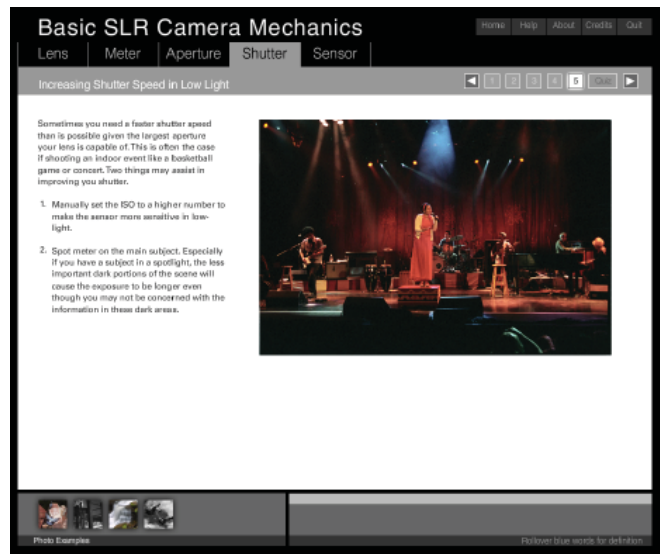 Basic SLR Camera Mechanics
Home Help About Credits Quit
Lens Meter Aperture Shutter Sensor
Increasing Shutter Speed in Low Light
1 2 3 4 5 Quiz
Sometimes you need a faster shutter speed
than is possible given the largest aperture
your lens is capable of. This is often the case
if shooting an indoor event like a basketball
game or concert. Two things may assist in
improving you shutter.
1. Manually set the ISO to a higher number to
make the sensor more sensitive in low-
light.
2. Spot meter on the main subject. Especially
if you have a subject in a spotlight, the less
important dark portions of the scene will
cause the exposure to be longer even
though you may not be concerned with the
information in these dark areas.
Photo Examples
Rollover blue words for definition